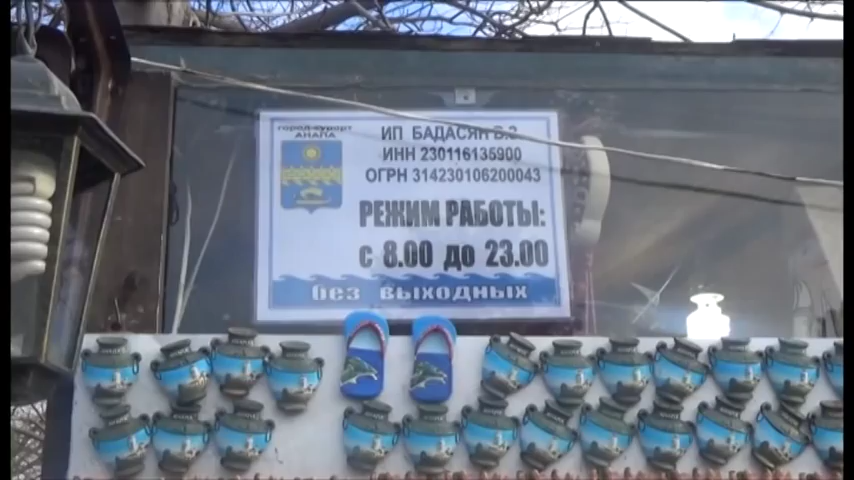 город-курорт
АНАПА
ИП БАДАСЯН В.Э
ИНН 230116135900
ОГРН 314230106200043
РЕЖИМ РАБОТЫ:
с 8.00 до 23.00
без выходных